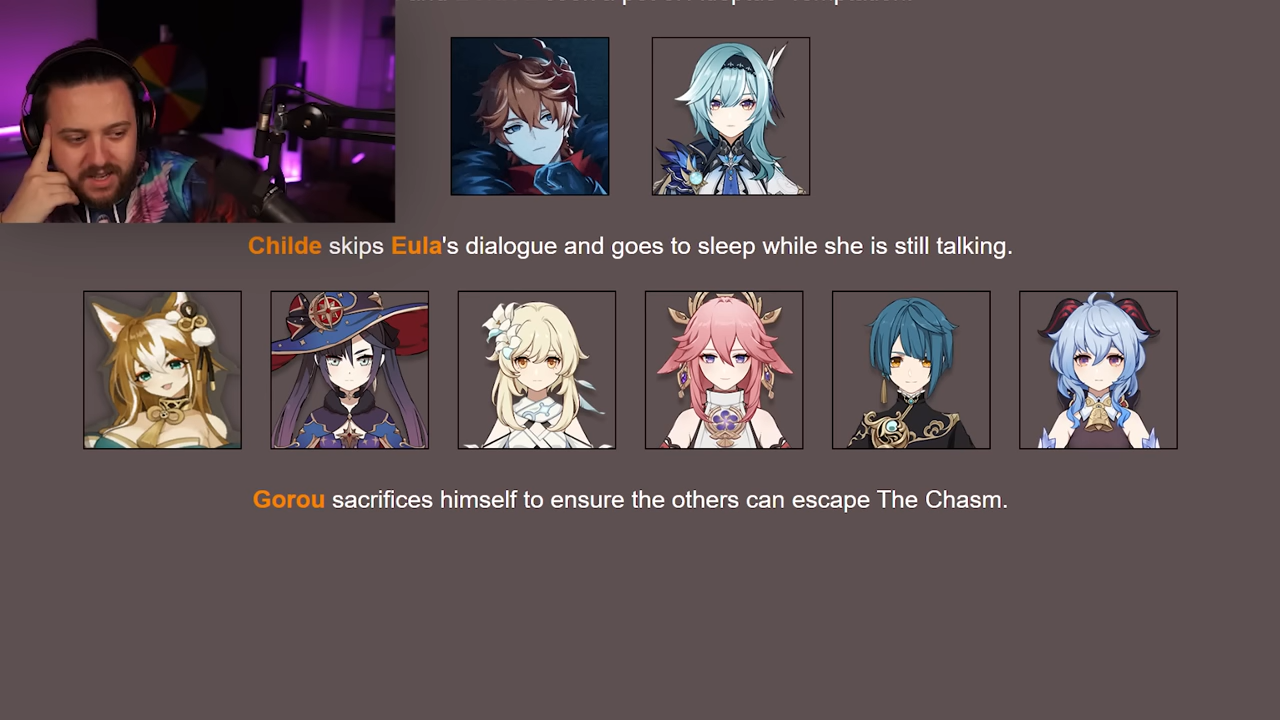 Childe skips Eula's dialogue and goes to sleep while she is still talking.
Gorou sacrifices himself to ensure the others can escape The Chasm.